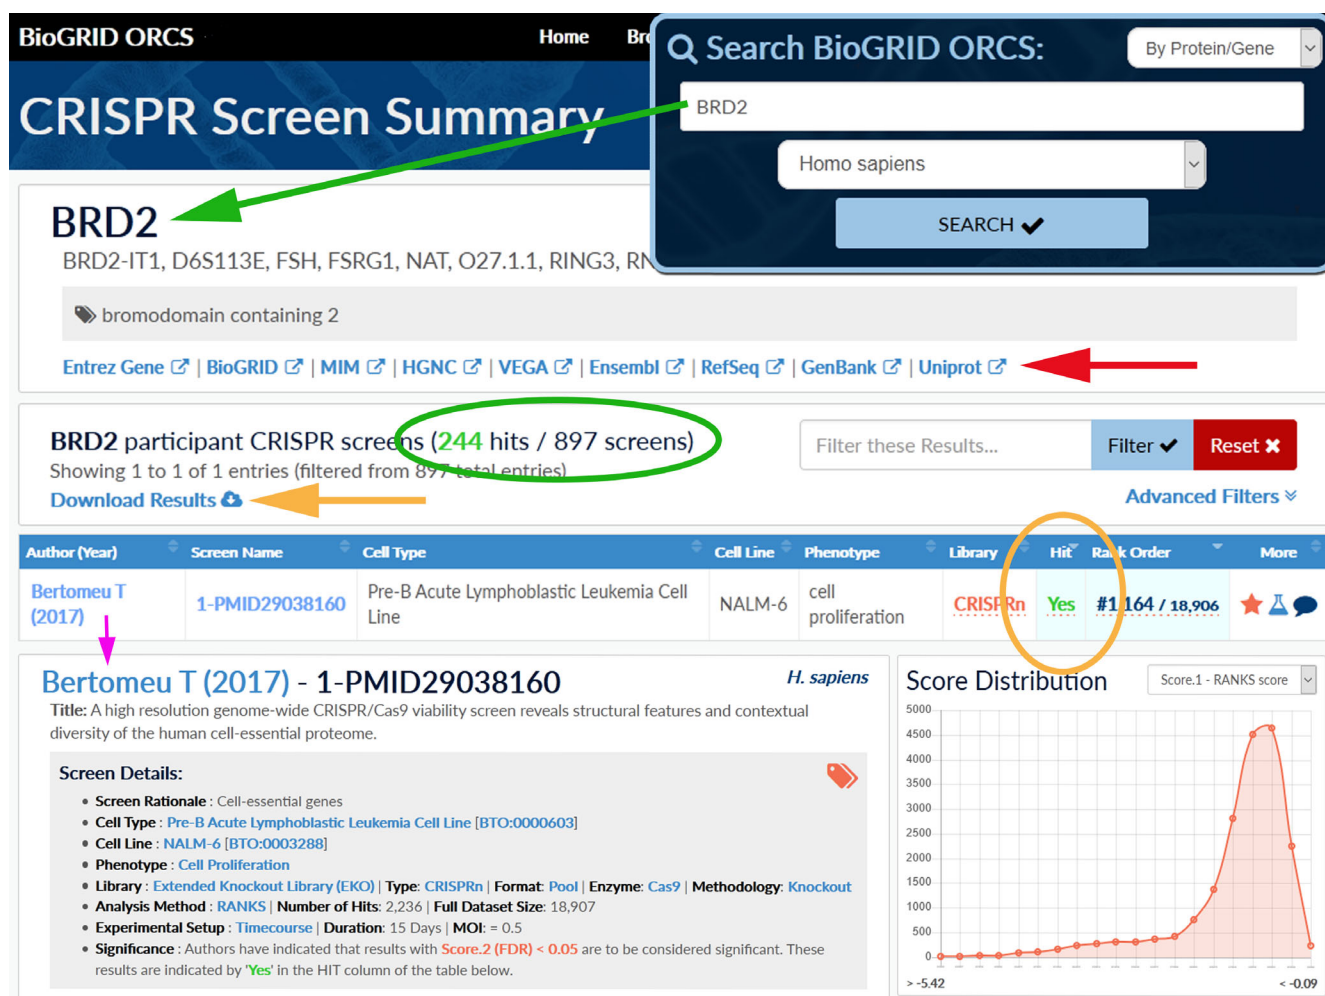 BioGRID ORCS
Home
Search BioGRID ORCS:
By Protein/Gene
BRD2
Homo sapiens
SEARCH
CRISPR Screen Summary
BRD2
BRD2-IT1, D6S113E, FSH, FSRG1, NAT, O27.1.1, RING3,
bromodomain containing 2
Entrez Gene | BioGRID | MIM | HGNC | VEGA | Ensembl | RefSeq | GenBank | Uniprot
BRD2 participant CRISPR screens (244 hits / 897 screens)
Showing 1 to 1 of 1 entries (filtered from 897 total entries)
Download Results
Filter these Results...
Filter
Reset
Advanced Filters
Author (Year) Screen Name Cell Type Cell Line Phenotype Library Hit Rank Order More
Bertomeu T (2017) 1-PMID29038160 Pre-B Acute Lymphoblastic Leukemia Cell Line NALM-6 cell proliferation CRISPRn Yes #1,164 / 18,906
Bertomeu T (2017) - 1-PMID29038160
H. sapiens
Title: A high resolution genome-wide CRISPR/Cas9 viability screen reveals structural features and contextual
diversity of the human cell-essential proteome.
Screen Details:
Screen Rationale : Cell-essential genes
Cell Type : Pre-B Acute Lymphoblastic Leukemia Cell Line [BTO:0000603]
Cell Line : NALM-6 [BTO:0003288]
Phenotype : Cell Proliferation
Library : Extended Knockout Library (EKO) | Type: CRISPRn | Format: Pool | Enzyme: Cas9 | Methodology: Knockout
Analysis Method : RANKS | Number of Hits: 2,236 | Full Dataset Size: 18,907
Experimental Setup : Timecourse | Duration: 15 Days | MOI: = 0.5
Significance : Authors have indicated that results with Score.2 (FDR) < 0.05 are to be considered significant. These
results are indicated by 'Yes' in the HIT column of the table below.
Score Distribution
Score.1 - RANKS score
5000
4500
4000
3500
3000
2500
2000
1500
1000
500
0
> -5.42
< -0.09